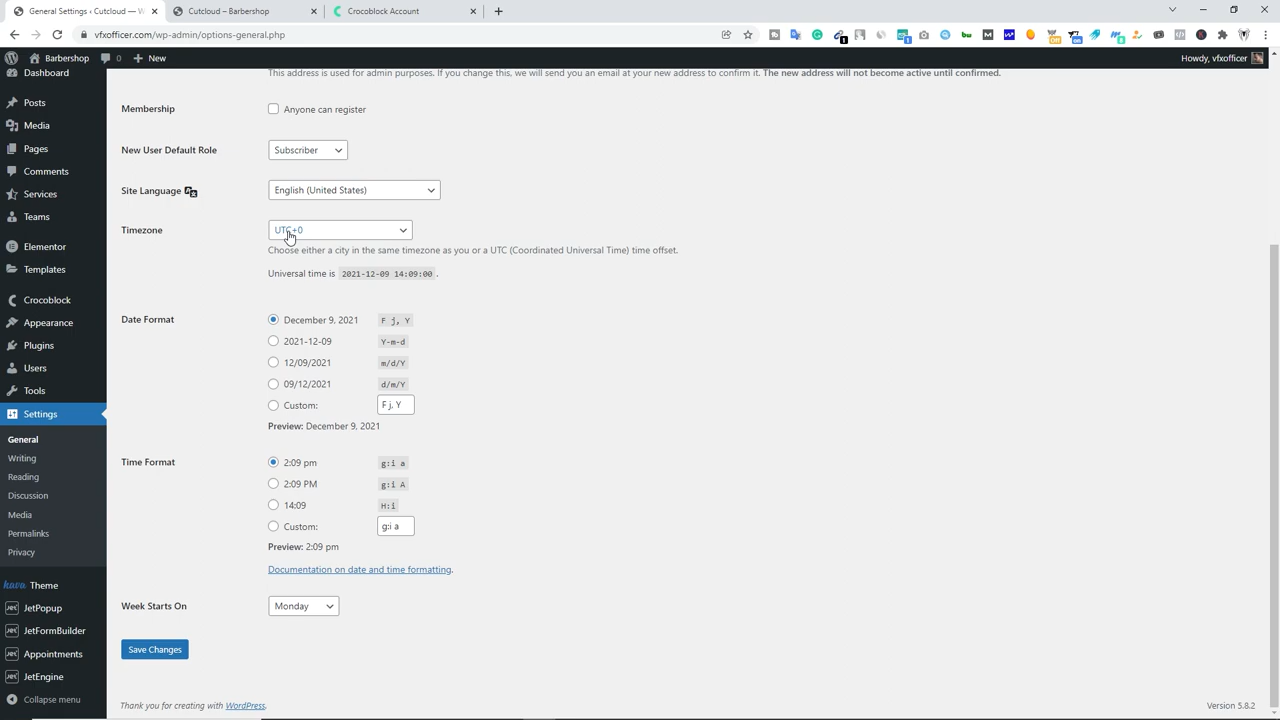 General Settings ‹ Cutcloud — W
Cutcloud – Barbershop
Crocoblock Account
vfxofficer.com/wp-admin/options-general.php
Barbershop
0
New
Howdy, vfxofficer
Dashboard
Posts
Media
Pages
Comments
Services
Teams
Elementor
Templates
Crocoblock
Appearance
Plugins
Users
Tools
Settings
General
Writing
Reading
Discussion
Media
Permalinks
Privacy
Theme
JetPopup
JetFormBuilder
Appointments
JetEngine
Collapse menu
This address is used for admin purposes. If you change this, we will send you an email at your new address to confirm it. The new address will not become active until confirmed.
Membership
Anyone can register
New User Default Role
Subscriber
Site Language
English (United States)
Timezone
UTC+0
Choose either a city in the same timezone as you or a UTC (Coordinated Universal Time) time offset.
Universal time is 2021-12-09 14:09:00 .
Date Format
December 9, 2021 F j, Y
2021-12-09 Y-m-d
12/09/2021 m/d/Y
09/12/2021 d/m/Y
Custom: F j, Y
Preview: December 9, 2021
Time Format
2:09 pm g:i a
2:09 PM g:i A
14:09 H:i
Custom: g:i a
Preview: 2:09 pm
Documentation on date and time formatting.
Week Starts On
Monday
Save Changes
Thank you for creating with WordPress.
Version 5.8.2